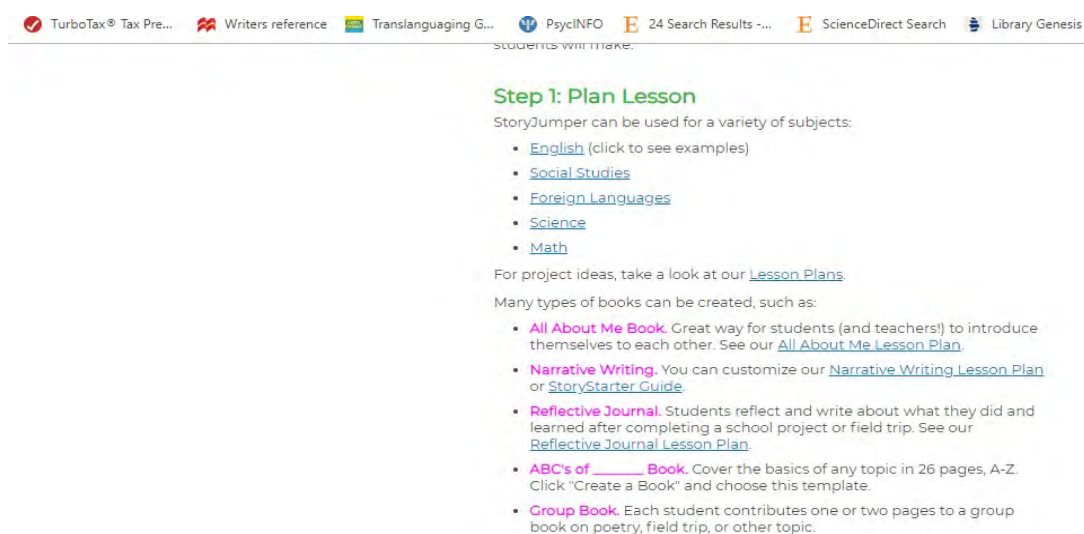 TurboTax® Tax Pre... Writers reference Translanguaging G... PsycINFO 24 Search Results -... ScienceDirect Search Library Genesis
students will make.
Step 1: Plan Lesson
StoryJumper can be used for a variety of subjects:
• English (click to see examples)
• Social Studies
• Foreign Languages
• Science
• Math
For project ideas, take a look at our Lesson Plans.
Many types of books can be created, such as:
• All About Me Book. Great way for students (and teachers!) to introduce
themselves to each other. See our All About Me Lesson Plan.
• Narrative Writing. You can customize our Narrative Writing Lesson Plan
or StoryStarter Guide.
• Reflective Journal. Students reflect and write about what they did and
learned after completing a school project or field trip. See our
Reflective Journal Lesson Plan.
• ABC's of _______ Book. Cover the basics of any topic in 26 pages, A-Z.
Click "Create a Book" and choose this template.
• Group Book. Each student contributes one or two pages to a group
book on poetry, field trip, or other topic.